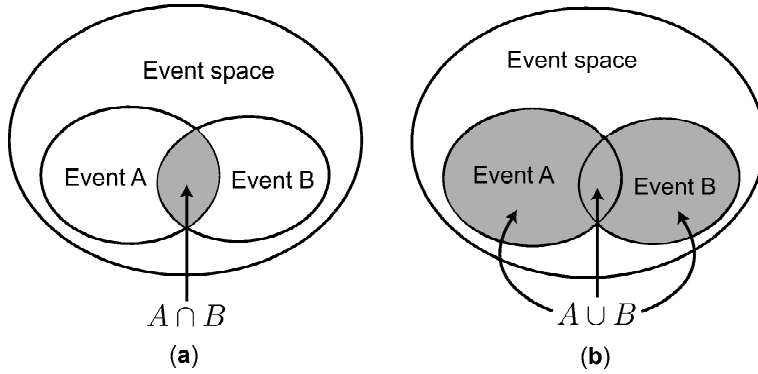 Event space
Event A
Event B
A ∩ B
(a)
Event space
Event A
Event B
A ∪ B
(b)